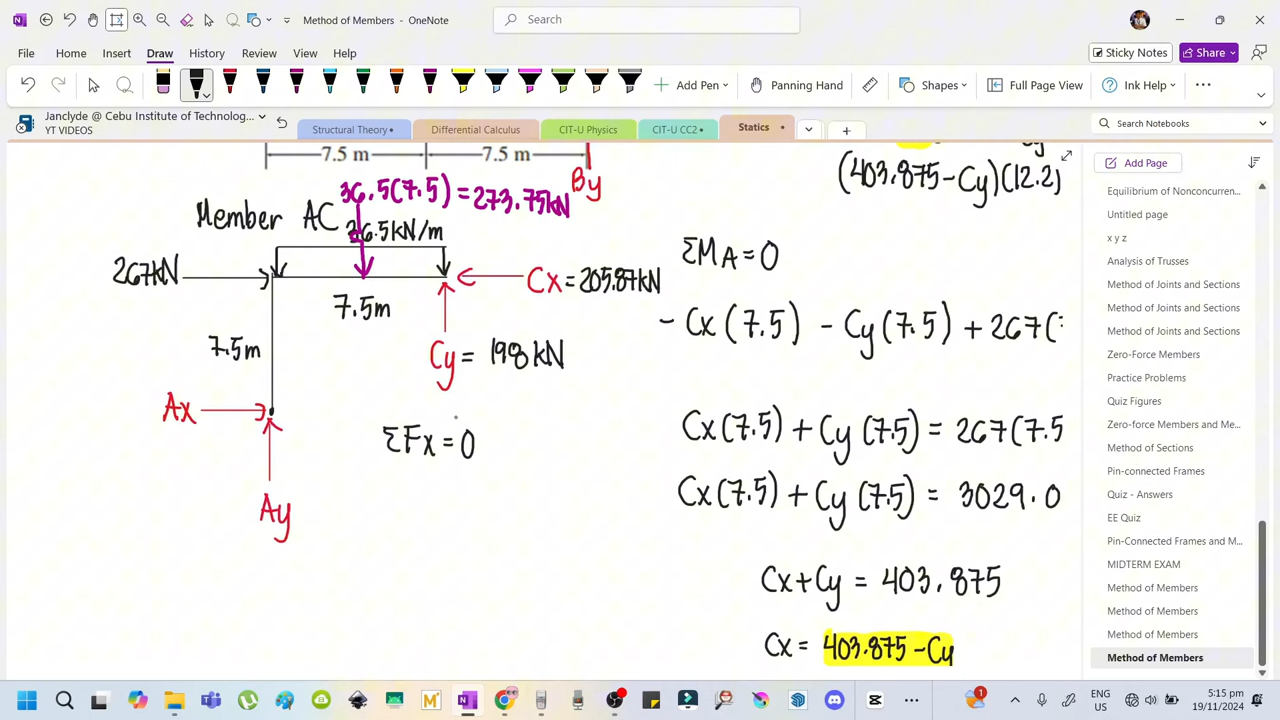 Method of Members - OneNote
Search
File Home Insert Draw History Review View Help
Sticky Notes
Share
Add Pen
Panning Hand
Shapes
Full Page View
Ink Help
Janclyde @ Cebu Institute of Technolog...
YT VIDEOS
Structural Theory
Differential Calculus
CIT-U Physics
CIT-U CC2
Statics
Search Notebooks
Add Page
Equilibrium of Nonconcurren...
Untitled page
x y z
Analysis of Trusses
Method of Joints and Sections
Method of Joints and Sections
Method of Joints and Sections
Zero-Force Members
Practice Problems
Quiz Figures
Zero-force Members and Me...
Method of Sections
Pin-connected Frames
Quiz - Answers
EE Quiz
Pin-Connected Frames and M...
MIDTERM EXAM
Method of Members
Method of Members
Method of Members
Method of Members
7.5 m 7.5 m
By
36.5(7.5) = 273.75kN
Member AC
36.5kN/m
267kN
Cx = 205.87kN
7.5m
7.5m
Cy = 198 kN
Ax
ΣFx = 0
Ay
(403.875 - Cy)(12.2)
ΣMA = 0
- Cx (7.5) - Cy (7.5) + 267(7
Cx (7.5) + Cy (7.5) = 267(7.5
Cx (7.5) + Cy (7.5) = 3029.0
Cx + Cy = 403.875
Cx = 403.875 - Cy
ENG
PH
5:15 pm
19/11/2024